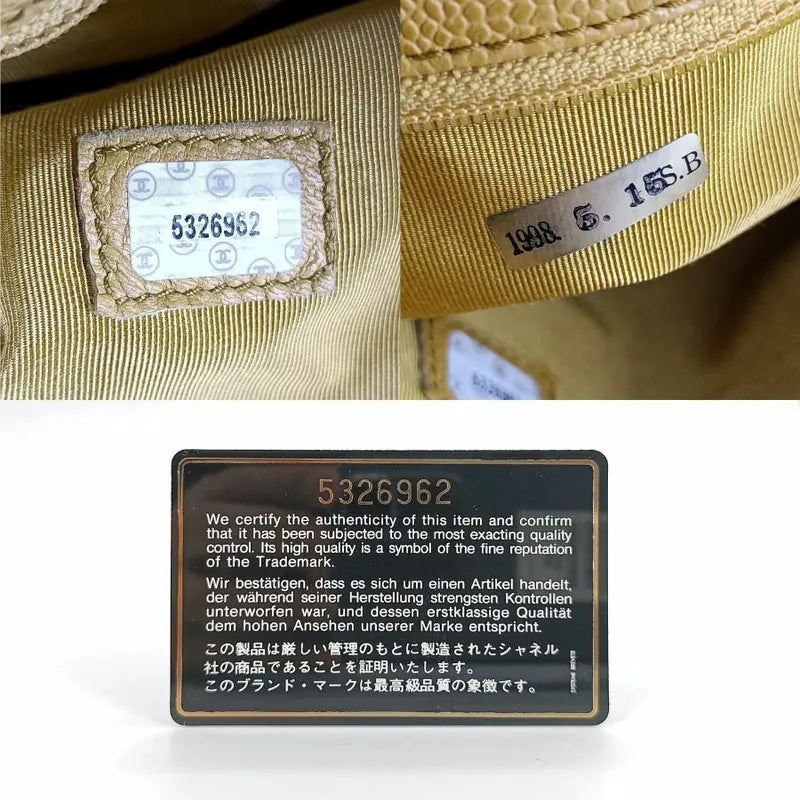 5326962
1998. 5. 15 S.B
5326962
We certify the authenticity of this item and confirm
that it has been subjected to the most exacting quality
control. Its high quality is a symbol of the fine reputation
of the Trademark.
Wir bestätigen, dass es sich um einen Artikel handelt,
der während seiner Herstellung strengsten Kontrollen
unterworfen war, und dessen erstklassige Qualität
dem hohen Ansehen unserer Marke entspricht.
この製品は厳しい管理のもとに製造されたシャネル
社の商品であることを証明いたします。
このブランド・マークは最高級品質の象徴です。